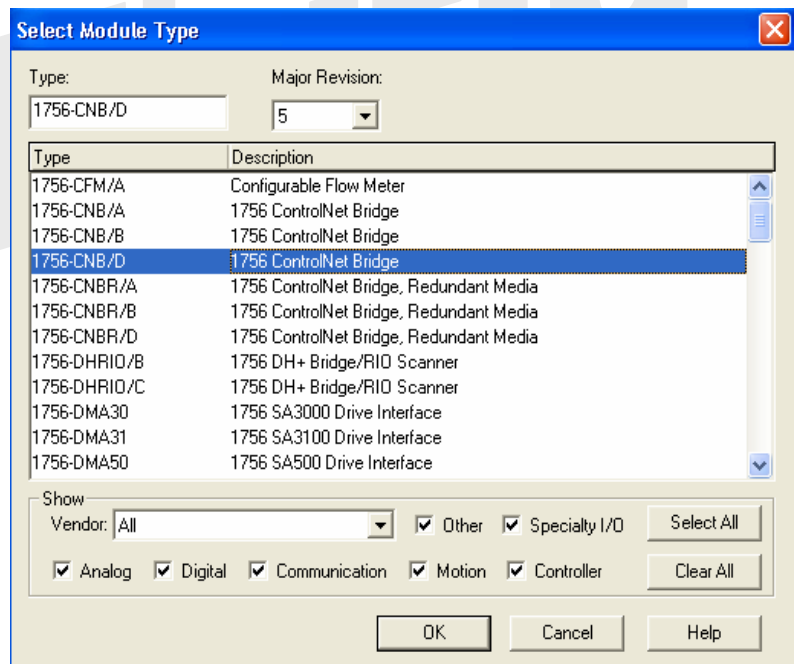 Select Module Type
Type: Major Revision:
1756-CNB/D 5
Type Description
1756-CFM/A Configurable Flow Meter
1756-CNB/A 1756 ControlNet Bridge
1756-CNB/B 1756 ControlNet Bridge
1756-CNB/D 1756 ControlNet Bridge
1756-CNBR/A 1756 ControlNet Bridge, Redundant Media
1756-CNBR/B 1756 ControlNet Bridge, Redundant Media
1756-CNBR/D 1756 ControlNet Bridge, Redundant Media
1756-DHRIO/B 1756 DH+ Bridge/RIO Scanner
1756-DHRIO/C 1756 DH+ Bridge/RIO Scanner
1756-DMA30 1756 SA3000 Drive Interface
1756-DMA31 1756 SA3100 Drive Interface
1756-DMA50 1756 SA500 Drive Interface
Show
Vendor: All Other Specialty I/O Select All
Analog Digital Communication Motion Controller Clear All
OK Cancel Help